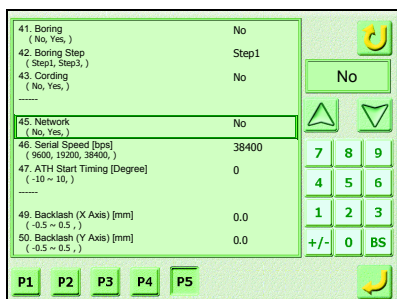 41. Boring No
( No, Yes, )
42. Boring Step Step1
( Step1, Step3, )
43. Cording No
( No, Yes, )
------
45. Network No
( No, Yes, )
46. Serial Speed [bps] 38400
( 9600, 19200, 38400, )
47. ATH Start Timing [Degree] 0
( -10 ~ 10, )
------
49. Backlash (X Axis) [mm] 0.0
( -0.5 ~ 0.5 , )
50. Backlash (Y Axis) [mm] 0.0
( -0.5 ~ 0.5 , )
No
7 8 9
4 5 6
1 2 3
+/- 0 BS
P1 P2 P3 P4 P5